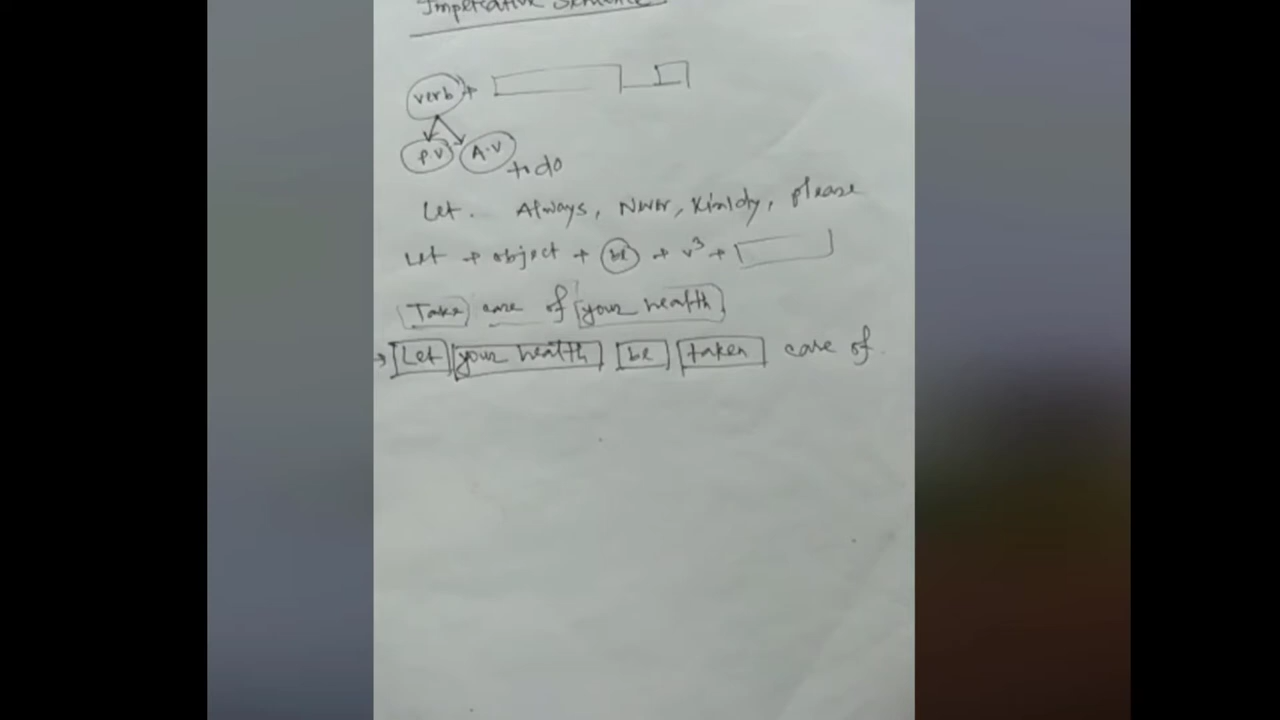 Imperative Sentence
verb +
P.V A.V + do
Let. Always, Never, Kindly, please
Let + object + be + v³ +
Take care of your health
→ Let your health be taken care of.